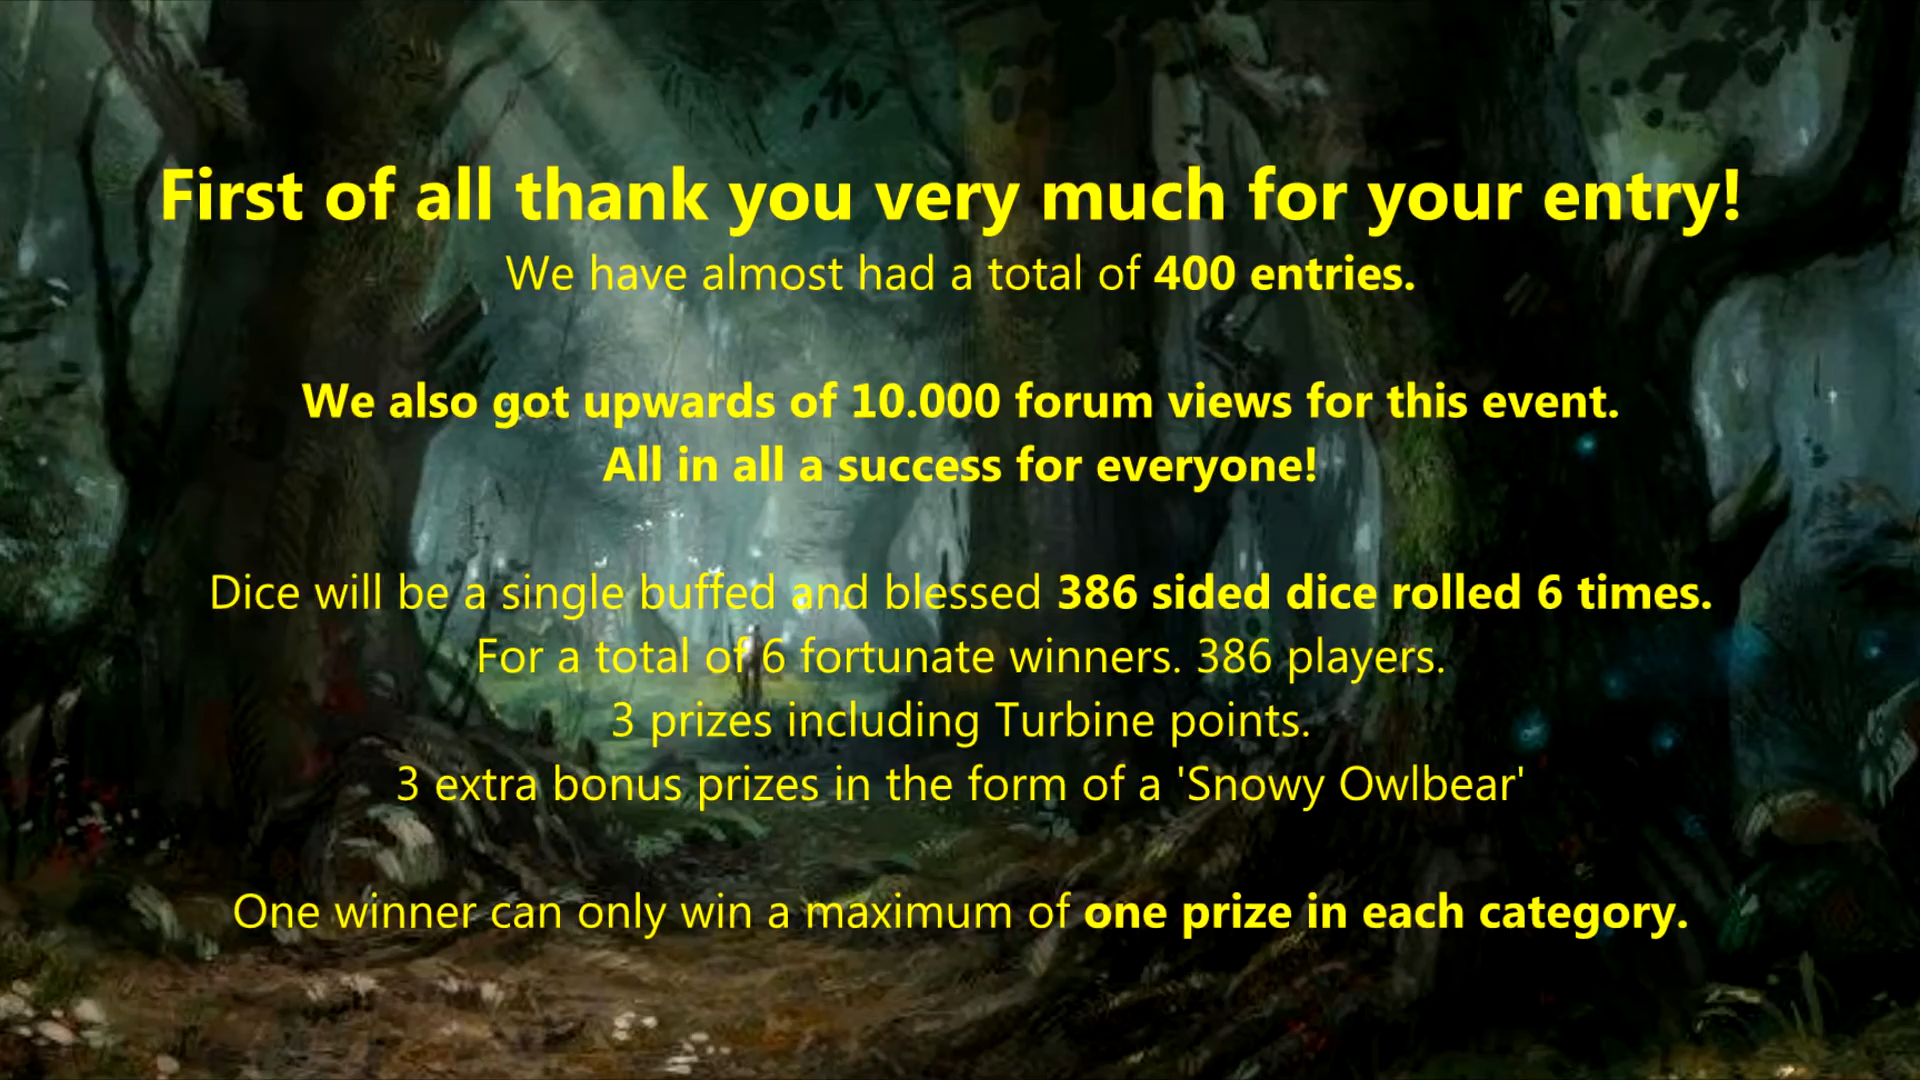 First of all thank you very much for your entry!
We have almost had a total of 400 entries.
We also got upwards of 10.000 forum views for this event.
All in all a success for everyone!
Dice will be a single buffed and blessed 386 sided dice rolled 6 times.
For a total of 6 fortunate winners. 386 players.
3 prizes including Turbine points.
3 extra bonus prizes in the form of a 'Snowy Owlbear'
One winner can only win a maximum of one prize in each category.